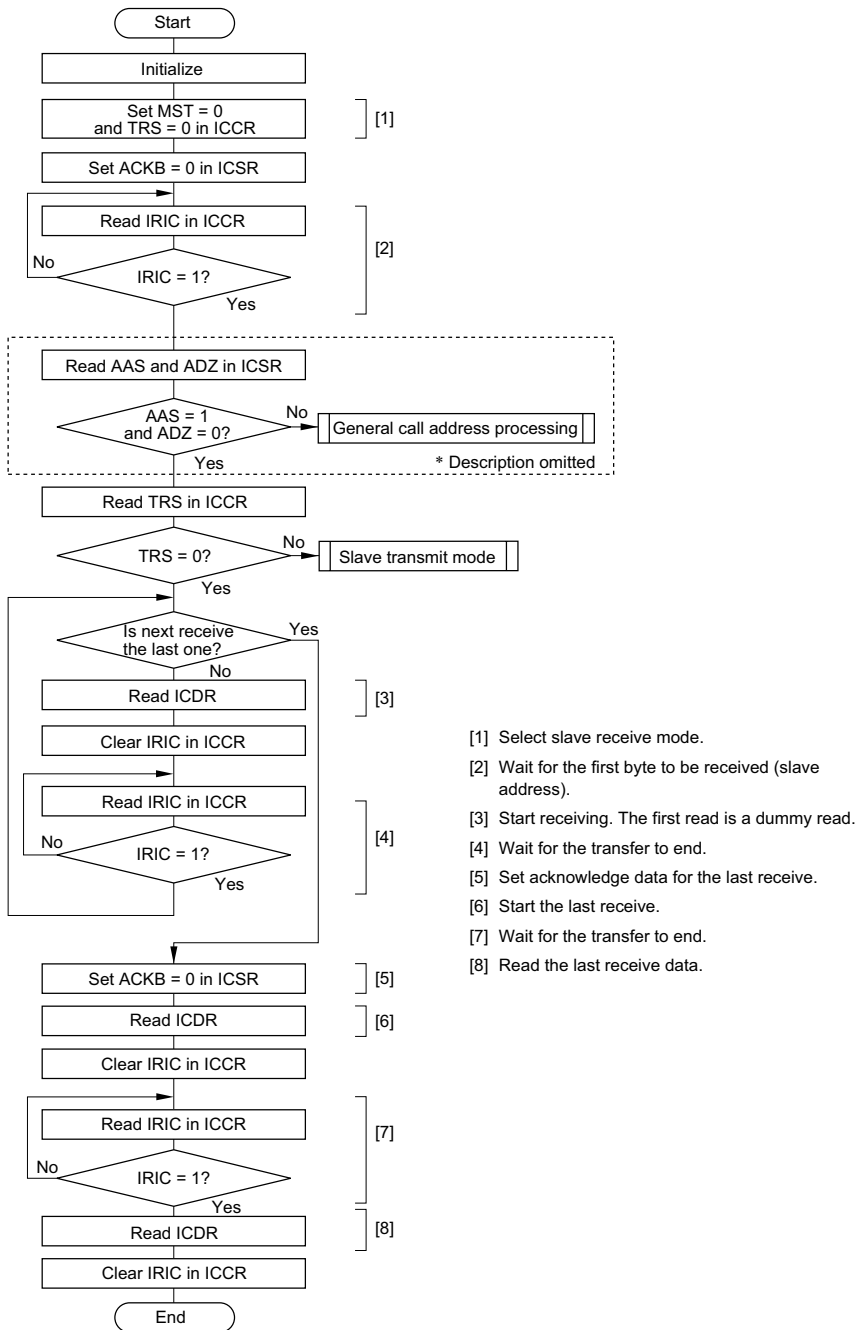 Start
Initialize
Set MST = 0
and TRS = 0 in ICCR
[1]
Set ACKB = 0 in ICSR
Read IRIC in ICCR
[2]
No
IRIC = 1?
Yes
Read AAS and ADZ in ICSR
AAS = 1
and ADZ = 0?
No
General call address processing
Yes
* Description omitted
Read TRS in ICCR
TRS = 0?
No
Slave transmit mode
Yes
Is next receive
the last one?
Yes
No
Read ICDR
[3]
Clear IRIC in ICCR
Read IRIC in ICCR
[4]
No
IRIC = 1?
Yes
Set ACKB = 0 in ICSR
[5]
Read ICDR
[6]
Clear IRIC in ICCR
Read IRIC in ICCR
[7]
No
IRIC = 1?
Yes
Read ICDR
[8]
Clear IRIC in ICCR
End
[1] Select slave receive mode.
[2] Wait for the first byte to be received (slave
address).
[3] Start receiving. The first read is a dummy read.
[4] Wait for the transfer to end.
[5] Set acknowledge data for the last receive.
[6] Start the last receive.
[7] Wait for the transfer to end.
[8] Read the last receive data.